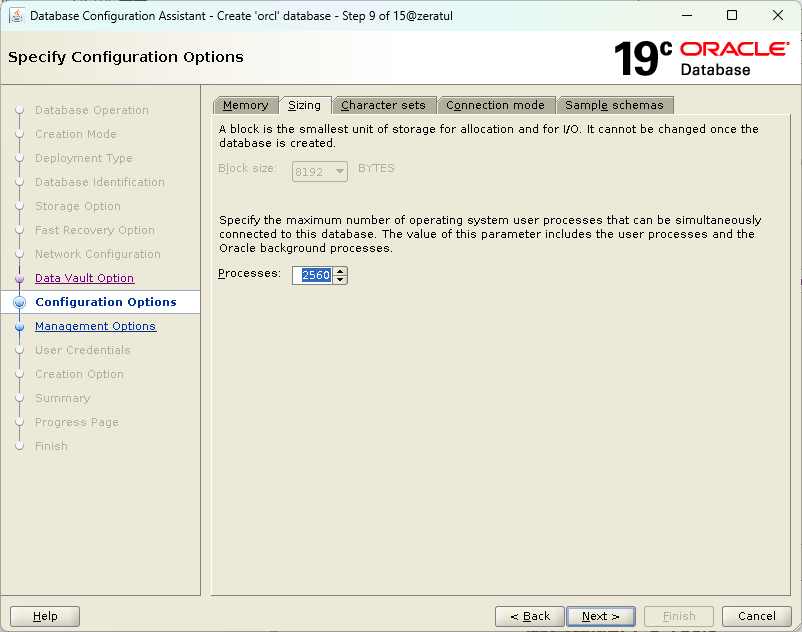 Database Configuration Assistant - Create 'orcl' database - Step 9 of 15@zeratul
Specify Configuration Options
19c ORACLE
Database
Database Operation
Creation Mode
Deployment Type
Database Identification
Storage Option
Fast Recovery Option
Network Configuration
Data Vault Option
Configuration Options
Management Options
User Credentials
Creation Option
Summary
Progress Page
Finish
Memory Sizing Character sets Connection mode Sample schemas
A block is the smallest unit of storage for allocation and for I/O. It cannot be changed once the
database is created.
Block size: 8192 BYTES
Specify the maximum number of operating system user processes that can be simultaneously
connected to this database. The value of this parameter includes the user processes and the
Oracle background processes.
Processes: 2560
Help < Back Next > Finish Cancel